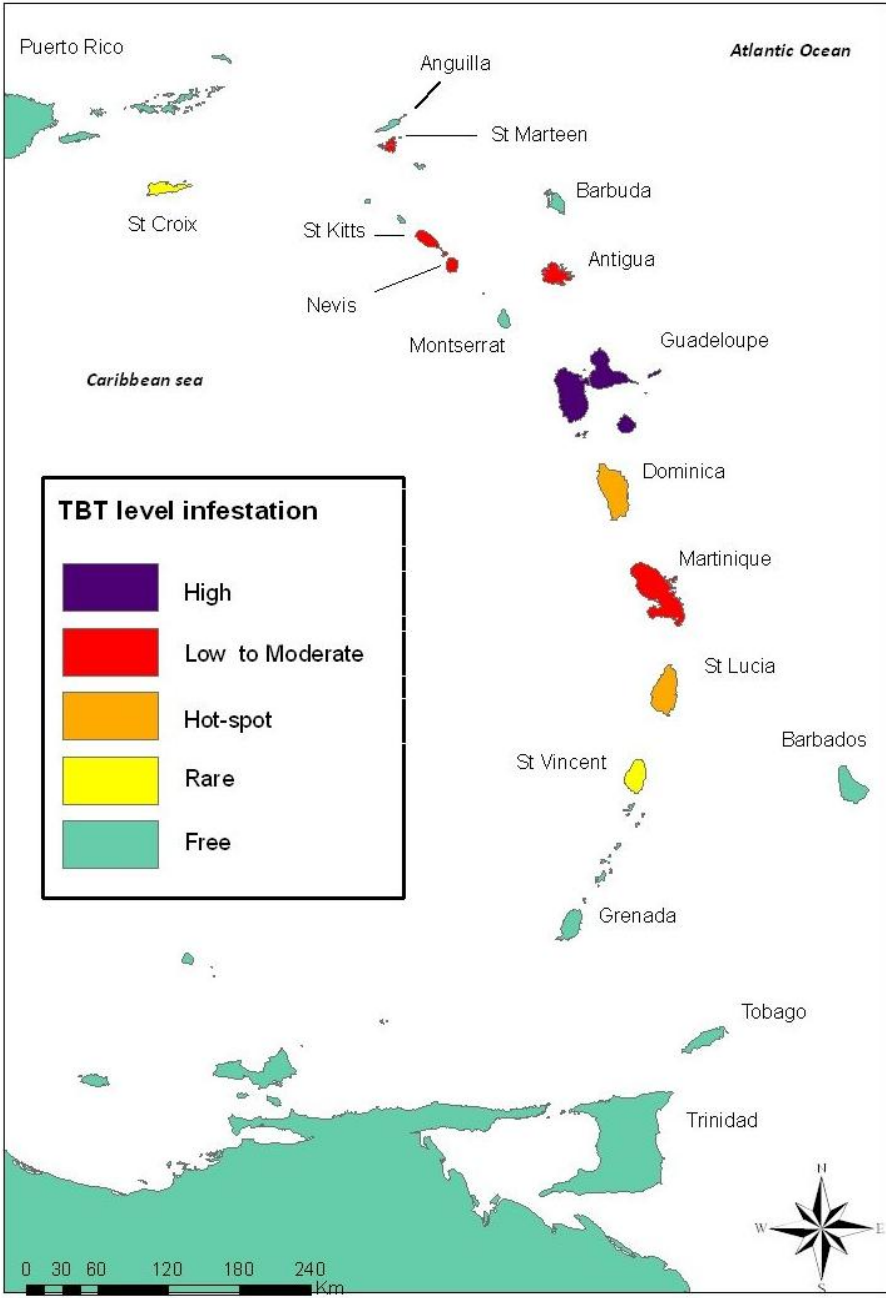 Puerto Rico
Atlantic Ocean
Anguilla
St Marteen
Barbuda
St Croix
St Kitts
Antigua
Nevis
Montserrat
Guadeloupe
Caribbean sea
Dominica
TBT level infestation
High
Low to Moderate
Hot-spot
Rare
Free
Martinique
St Lucia
Barbados
St Vincent
Grenada
Tobago
Trinidad
N
W E
S
0 30 60 120 180 240
Km